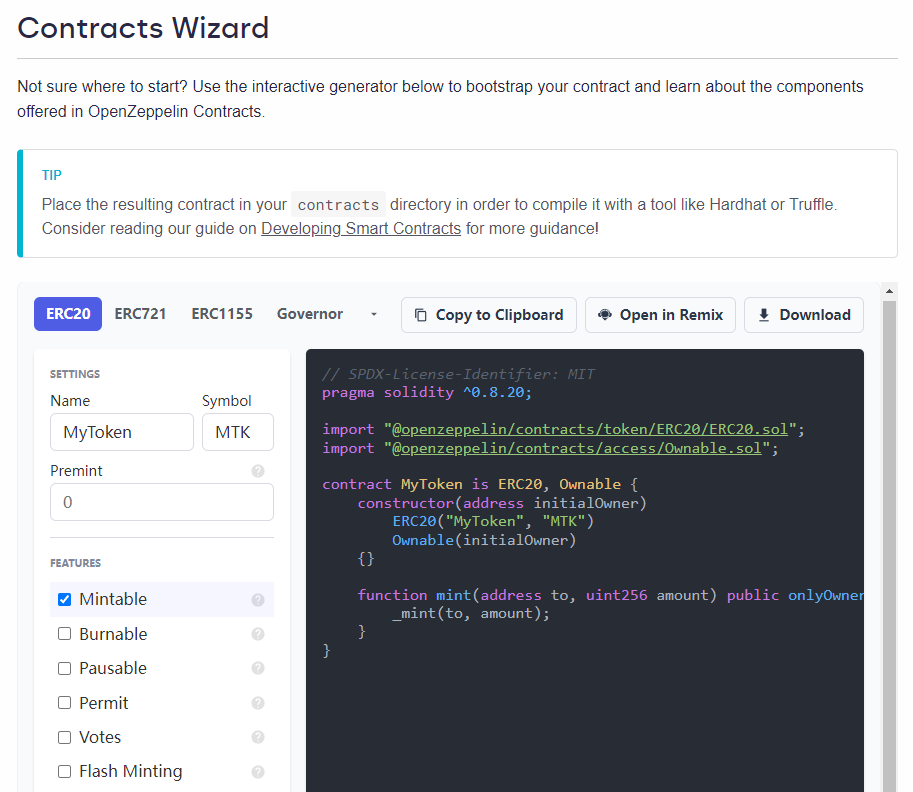 Contracts Wizard
Not sure where to start? Use the interactive generator below to bootstrap your contract and learn about the components
offered in OpenZeppelin Contracts.
TIP
Place the resulting contract in your contracts directory in order to compile it with a tool like Hardhat or Truffle.
Consider reading our guide on Developing Smart Contracts for more guidance!
ERC20 ERC721 ERC1155 Governor Copy to Clipboard Open in Remix Download
SETTINGS
Name Symbol
MyToken MTK
Premint ?
0
FEATURES
Mintable ?
Burnable ?
Pausable ?
Permit ?
Votes ?
Flash Minting ?
// SPDX-License-Identifier: MIT
pragma solidity ^0.8.20;
import "@openzeppelin/contracts/token/ERC20/ERC20.sol";
import "@openzeppelin/contracts/access/Ownable.sol";
contract MyToken is ERC20, Ownable {
    constructor(address initialOwner)
        ERC20("MyToken", "MTK")
        Ownable(initialOwner)
    {}
    function mint(address to, uint256 amount) public onlyOwner
        _mint(to, amount);
    }
}